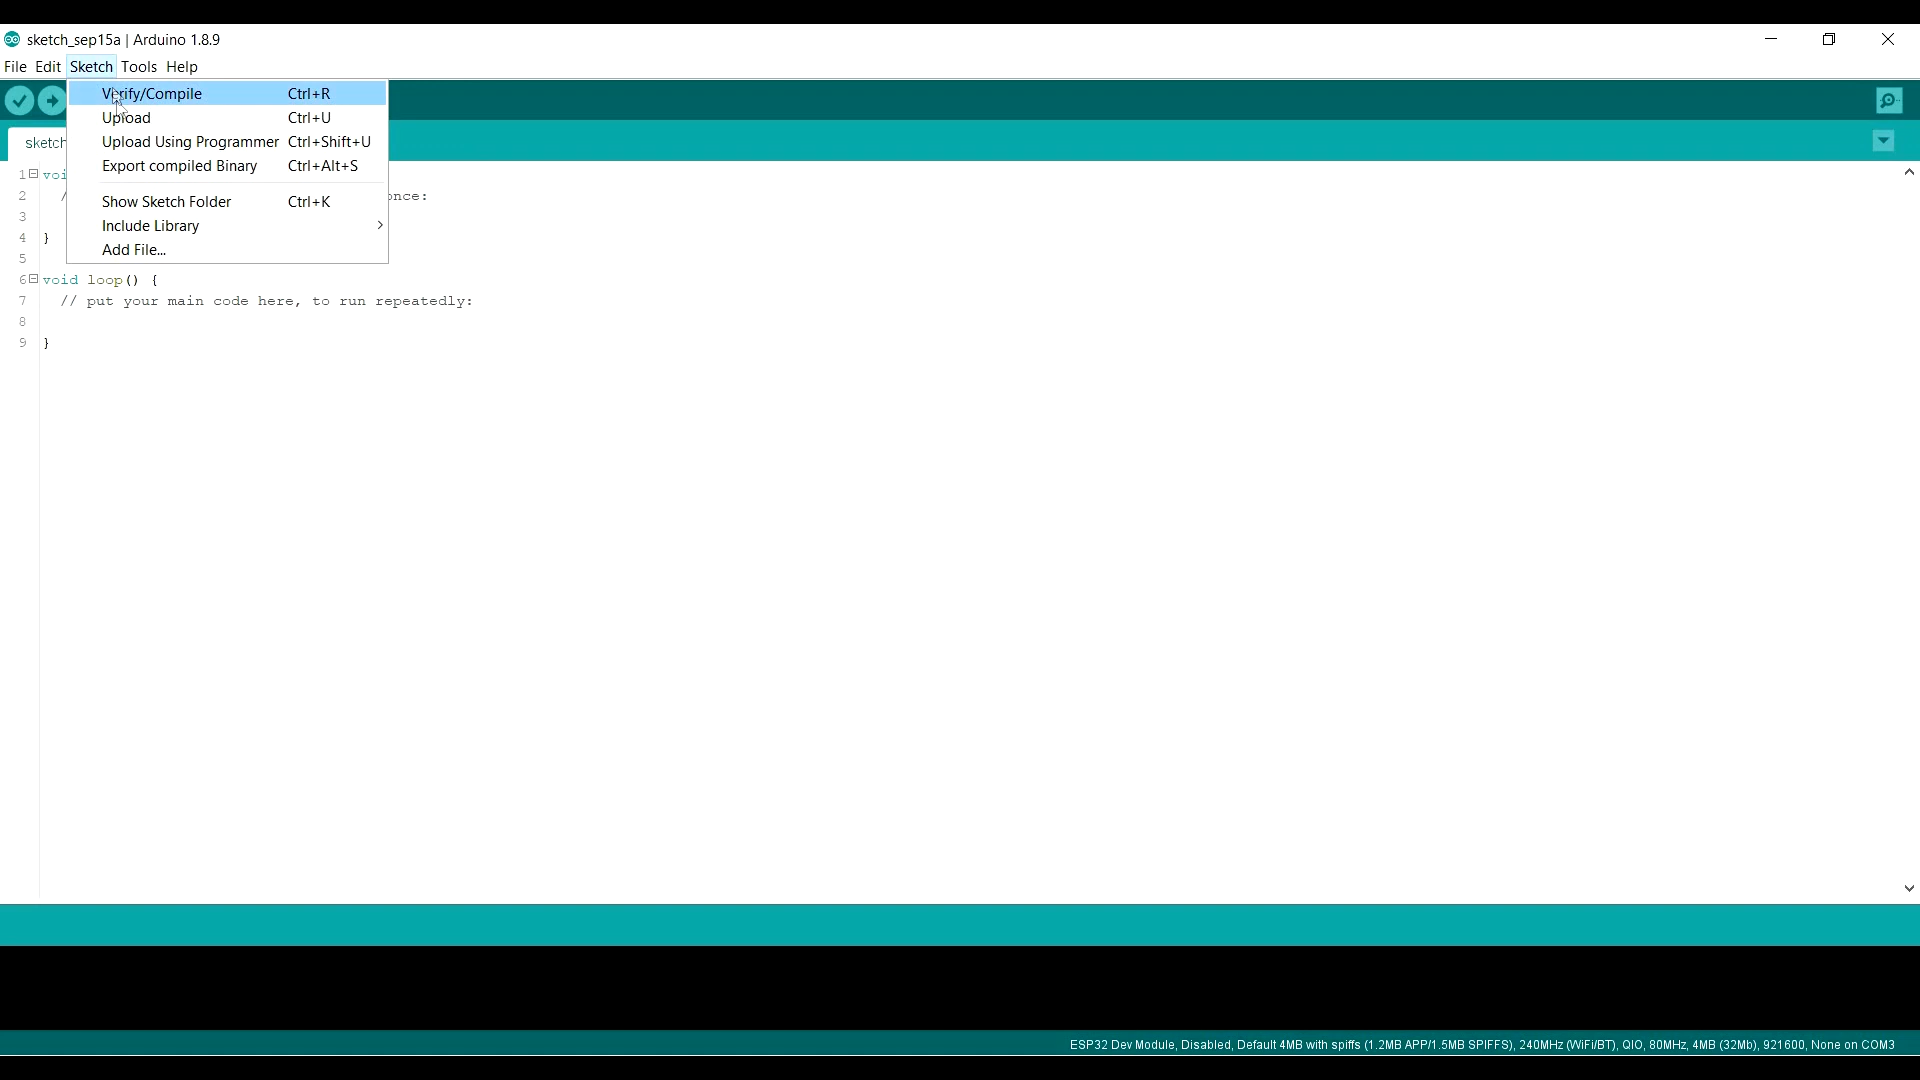 sketch_sep15a | Arduino 1.8.9
File Edit Sketch Tools Help
Verify/Compile Ctrl+R
Upload Ctrl+U
Upload Using Programmer Ctrl+Shift+U
Export compiled Binary Ctrl+Alt+S
Show Sketch Folder Ctrl+K
Include Library
Add File...
sketch
1 voi
2 / once:
3
4 }
5
6 void loop() {
7 // put your main code here, to run repeatedly:
8
9 }
ESP32 Dev Module, Disabled, Default 4MB with spiffs (1.2MB APP/1.5MB SPIFFS), 240MHz (WiFi/BT), QIO, 80MHz, 4MB (32Mb), 921600, None on COM3